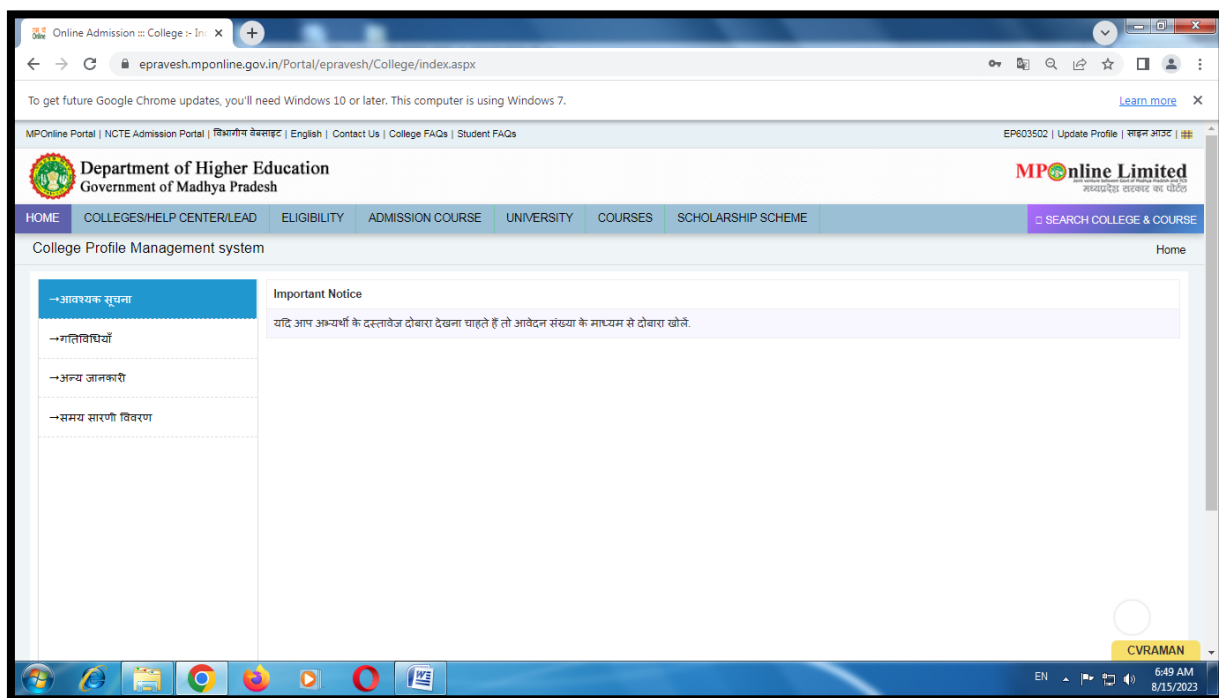 Online Admission ::: College :- In
epravesh.mponline.gov.in/Portal/epravesh/College/index.aspx
To get future Google Chrome updates, you'll need Windows 10 or later. This computer is using Windows 7.
Learn more
MPOnline Portal | NCTE Admission Portal | विभागीय वेबसाइट | English | Contact Us | College FAQs | Student FAQs
EP603502 | Update Profile | साइन आउट |
Department of Higher Education
Government of Madhya Pradesh
MPOnline Limited
मध्यप्रदेश सरकार का पोर्टल
HOME COLLEGES/HELP CENTER/LEAD ELIGIBILITY ADMISSION COURSE UNIVERSITY COURSES SCHOLARSHIP SCHEME
SEARCH COLLEGE & COURSE
College Profile Management system
Home
→आवश्यक सूचना
→गतिविधियाँ
→अन्य जानकारी
→समय सारणी विवरण
Important Notice
यदि आप अभ्यर्थी के दस्तावेज दोबारा देखना चाहते हैं तो आवेदन संख्या के माध्यम से दोबारा खोलें.
CVRAMAN
EN
6:49 AM
8/15/2023